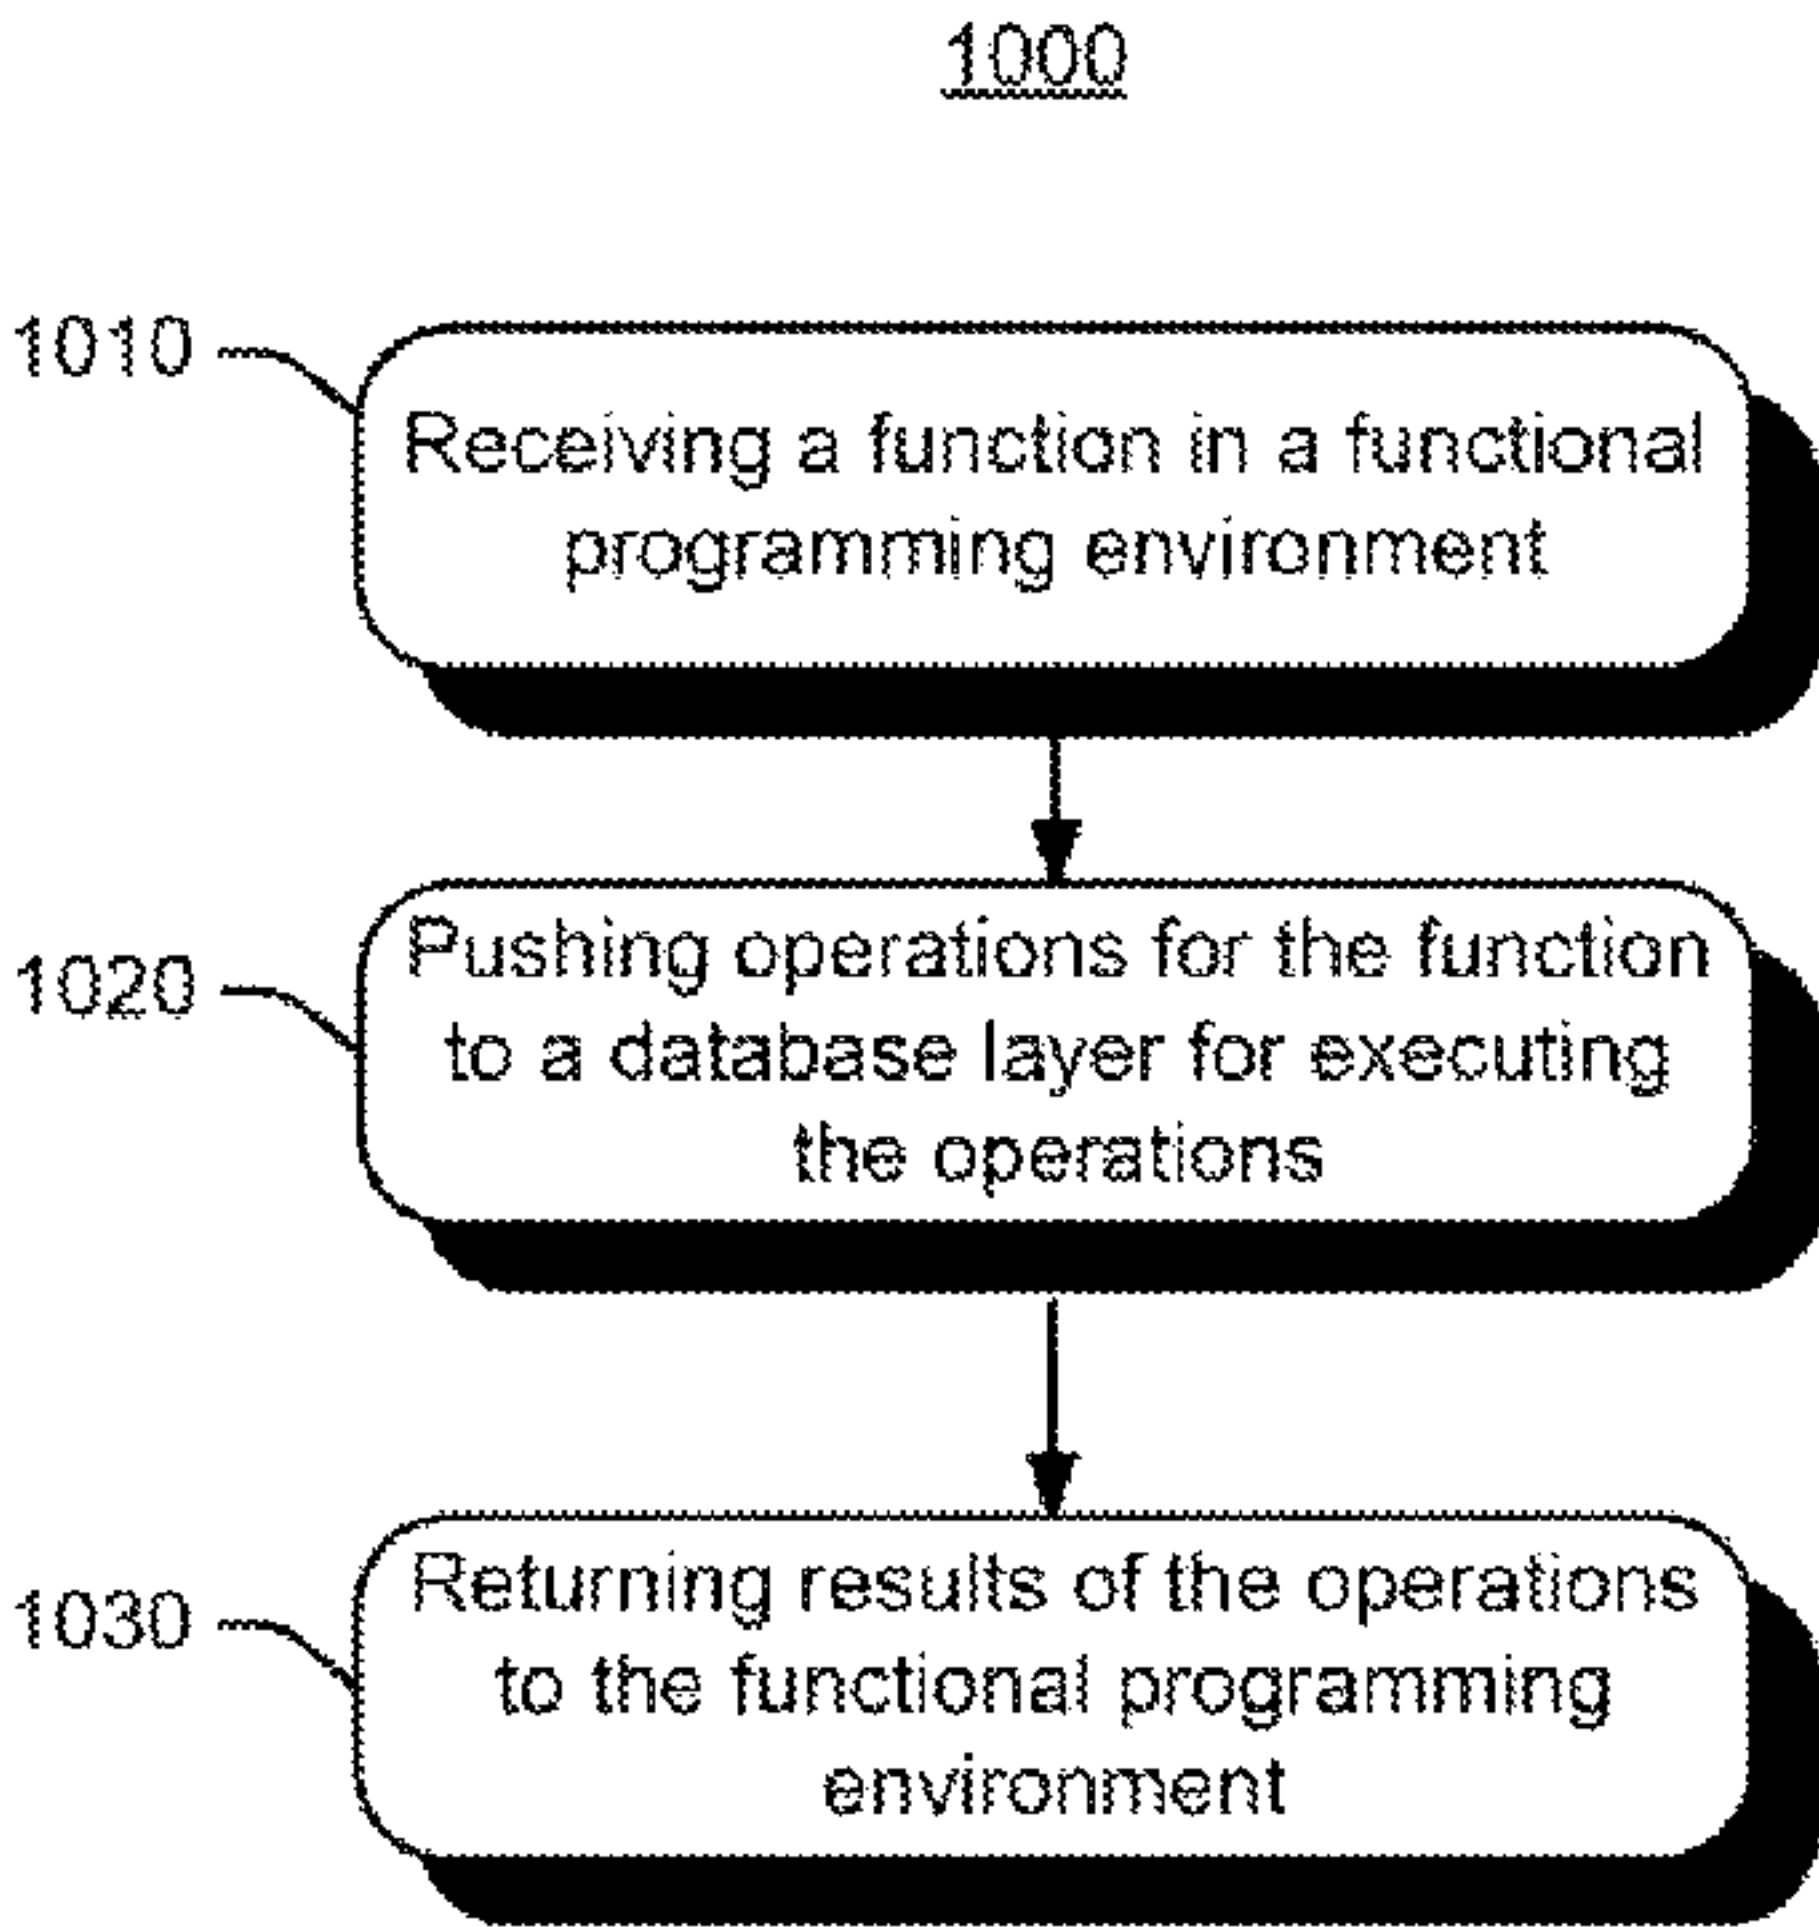 1000
1010
Receiving a function in a functional
programming environment
1020
Pushing operations for the function
to a database layer for executing
the operations
1030
Returning results of the operations
to the functional programming
environment